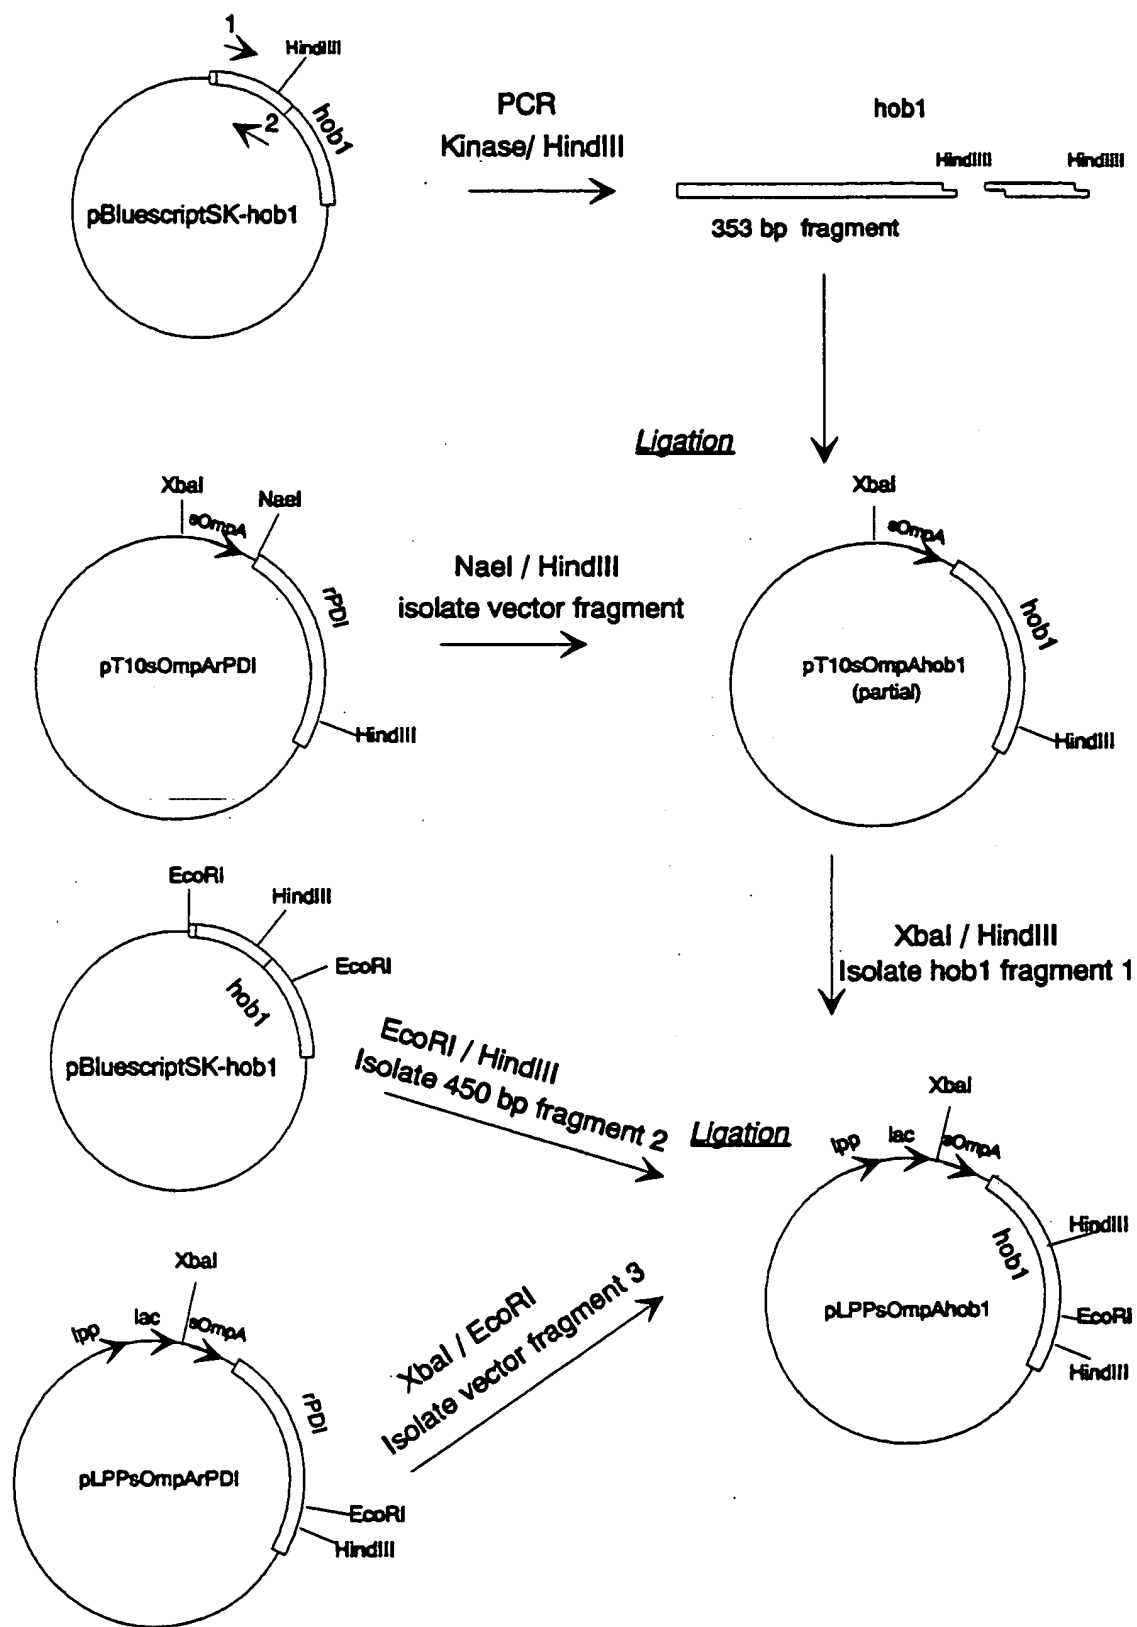 1
HindIII
2
hob1
pBluescriptSK-hob1
PCR
Kinase/ HindIII
hob1
HindIII
HindIII
353 bp fragment
Ligation
XbaI
sOmpA
NaeI
rPDI
pT10sOmpArPDI
HindIII
NaeI / HindIII
isolate vector fragment
XbaI
sOmpA
hob1
pT10sOmpAhob1
(partial)
HindIII
XbaI / HindIII
Isolate hob1 fragment 1
EcoRI
HindIII
EcoRI
hob1
pBluescriptSK-hob1
EcoRI / HindIII
Isolate 450 bp fragment 2
Ligation
XbaI
lpp
lac
sOmpA
rPDI
pLPPsOmpArPDI
EcoRI
HindIII
XbaI / EcoRI
Isolate vector fragment 3
XbaI
lpp
lac
sOmpA
HindIII
hob1
pLPPsOmpAhob1
EcoRI
HindIII